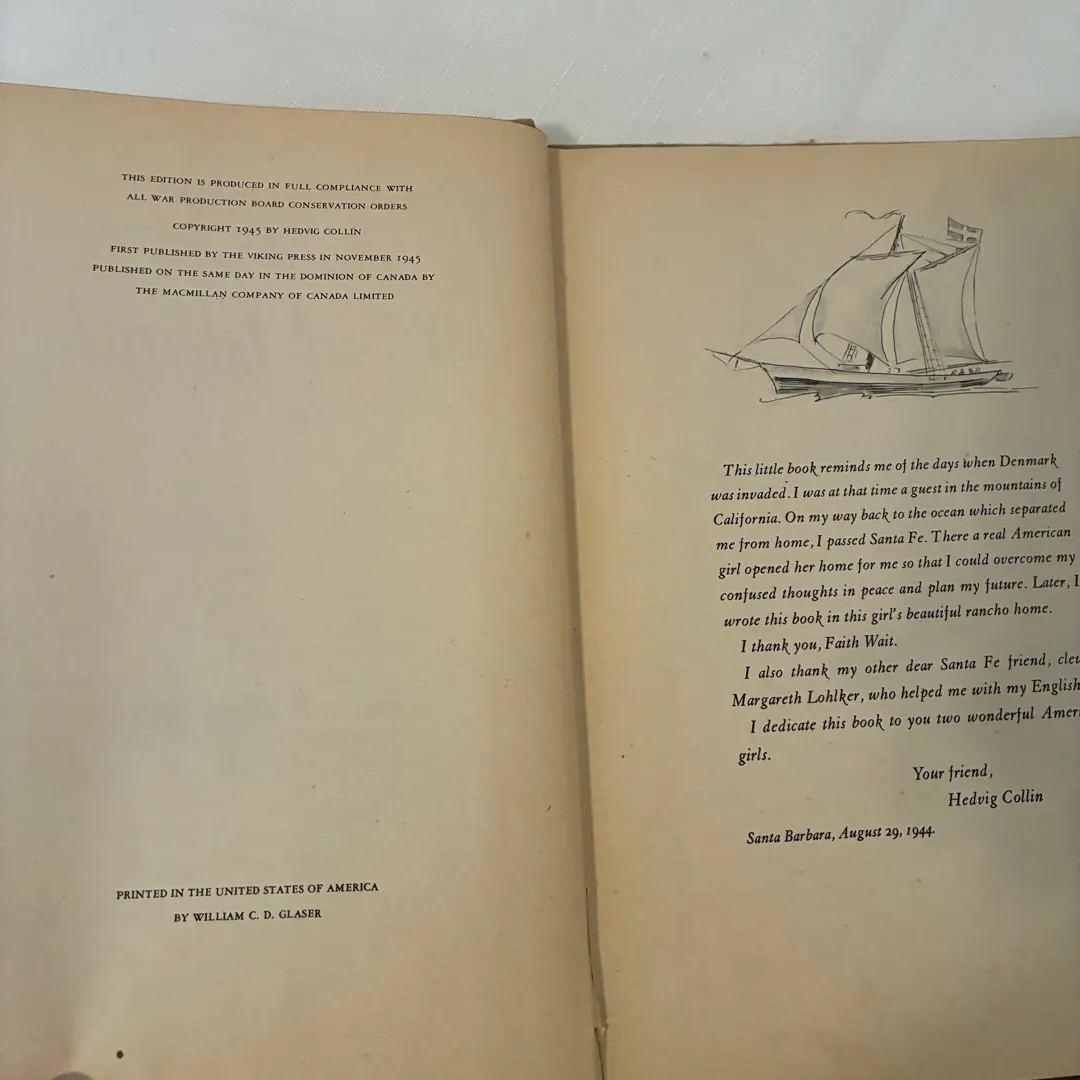 THIS EDITION IS PRODUCED IN FULL COMPLIANCE WITH
ALL WAR PRODUCTION BOARD CONSERVATION ORDERS
COPYRIGHT 1945 BY HEDVIG COLLIN
FIRST PUBLISHED BY THE VIKING PRESS IN NOVEMBER 1945
PUBLISHED ON THE SAME DAY IN THE DOMINION OF CANADA BY
THE MACMILLAN COMPANY OF CANADA LIMITED
PRINTED IN THE UNITED STATES OF AMERICA
BY WILLIAM C. D. GLASER
This little book reminds me of the days when Denmark
was invaded. I was at that time a guest in the mountains of
California. On my way back to the ocean which separated
me from home, I passed Santa Fe. There a real American
girl opened her home for me so that I could overcome my
confused thoughts in peace and plan my future. Later, I
wrote this book in this girl's beautiful rancho home.
I thank you, Faith Wait.
I also thank my other dear Santa Fe friend,
Margareth Lohlker, who helped me with my English
I dedicate this book to you two wonderful
girls.
Your friend,
Hedvig Collin
Santa Barbara, August 29, 1944.